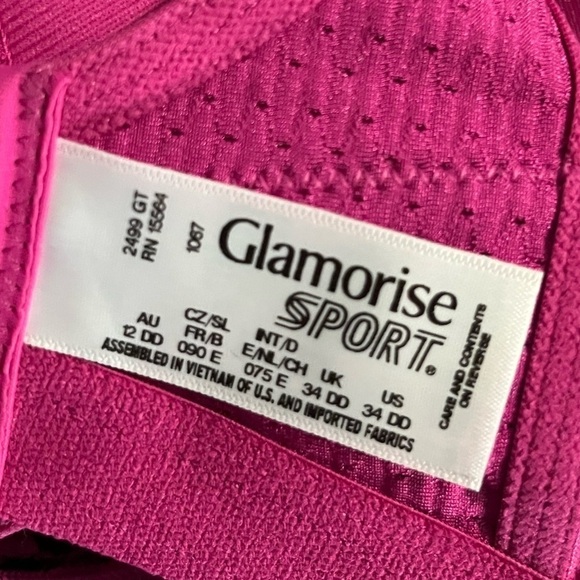 2499 GT
RN 15564
1067
Glamorise
SPORT®
AU CZ/SL FR/B INT/D E/NL/CH UK US
12 DD 090 E 075 E 34 DD 34 DD
ASSEMBLED IN VIETNAM OF U.S. AND IMPORTED FABRICS
CARE AND CONTENTS
ON REVERSE